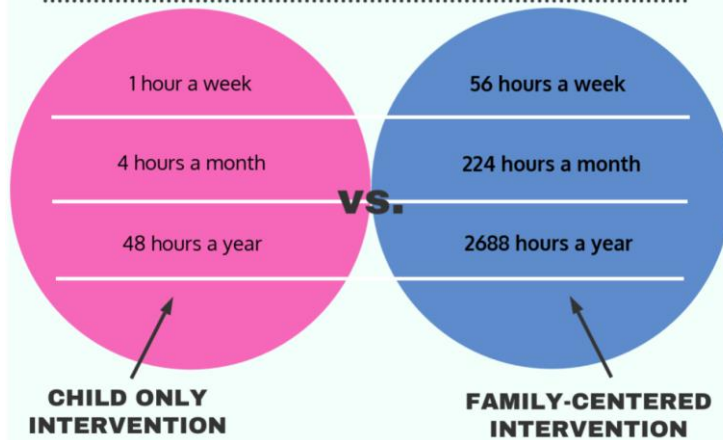 1 hour a week
56 hours a week
4 hours a month
224 hours a month
vs.
48 hours a year
2688 hours a year
CHILD ONLY
INTERVENTION
FAMILY-CENTERED
INTERVENTION